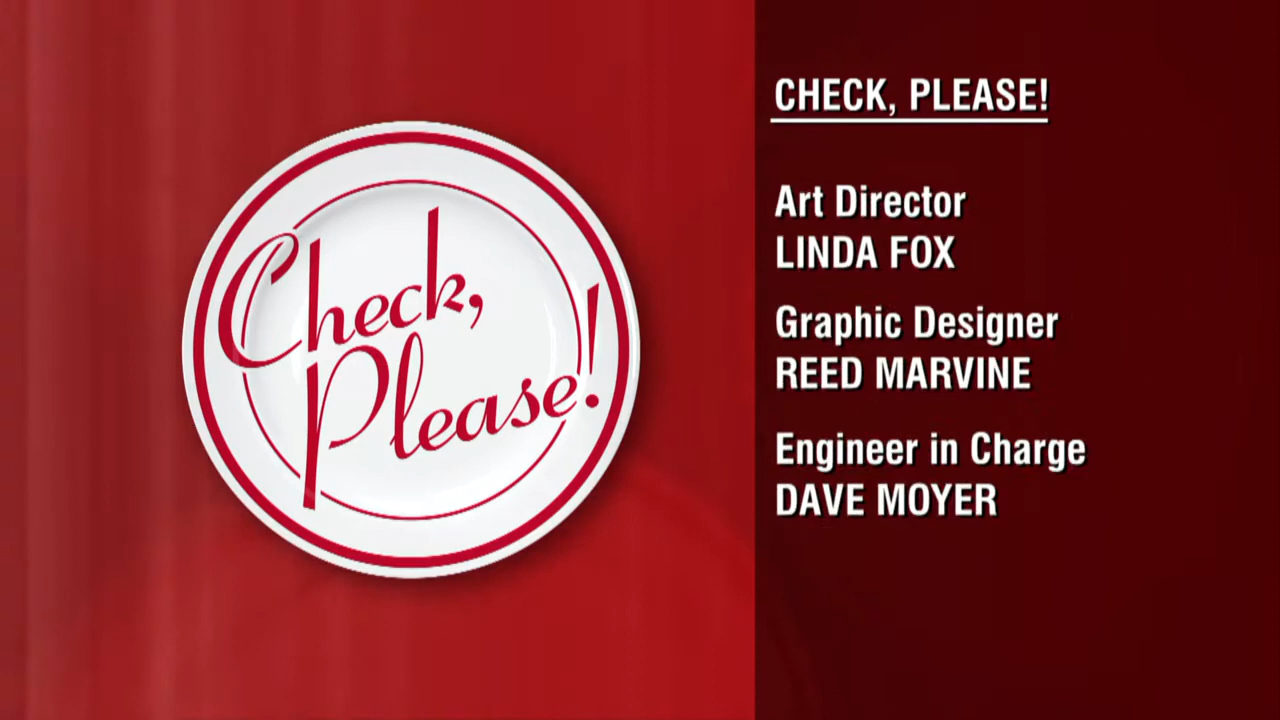 Check,
Please!
CHECK, PLEASE!
Art Director
LINDA FOX
Graphic Designer
REED MARVINE
Engineer in Charge
DAVE MOYER